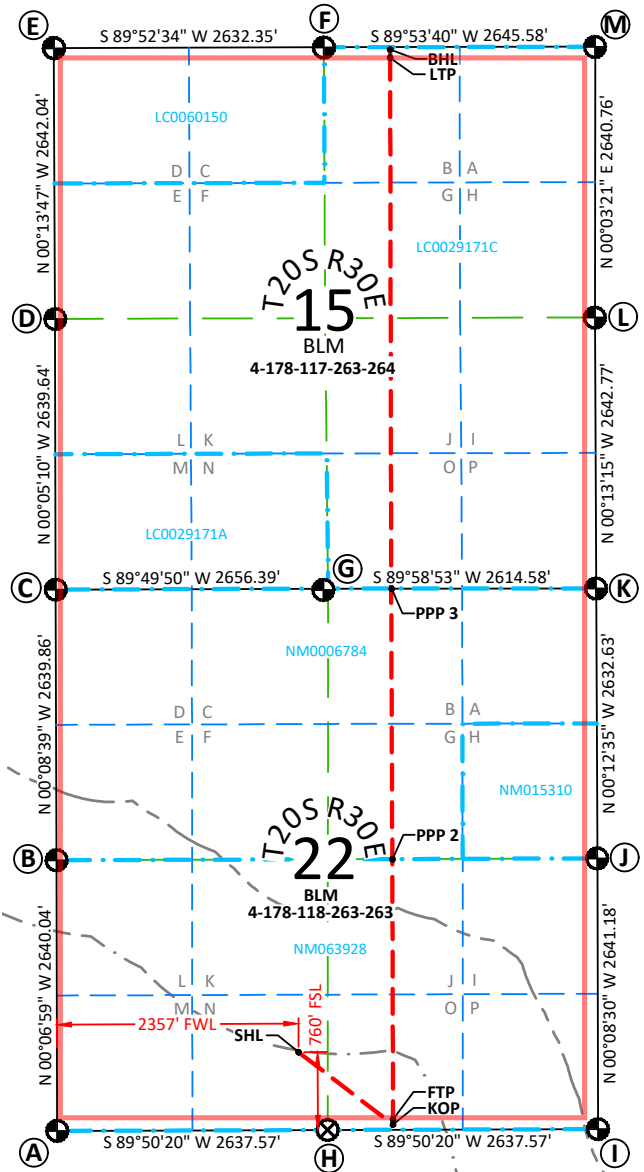 E
S 89°52'34" W 2632.35'
F
S 89°53'40" W 2645.58'
M
BHL
LTP
N 00°13'47" W 2642.04'
LC0060150
N 00°03'21" E 2640.76'
D C
E F
B A
G H
LC0029171C
T20S R30E
15
BLM
4-178-117-263-264
D
L
N 00°05'10" W 2639.64'
N 00°13'15" W 2642.77'
L K
M N
J I
O P
LC0029171A
C
S 89°49'50" W 2656.39'
G
S 89°58'53" W 2614.58'
K
PPP 3
NM0006784
N 00°08'39" W 2639.86'
N 00°12'35" W 2632.63'
D C
E F
B A
G H
NM015310
T20S R30E
22
BLM
4-178-118-263-263
PPP 2
B
J
NM063928
N 00°06'59" W 2640.04'
N 00°08'30" W 2641.18'
L K
M N
J I
O P
2357' FWL
760' FSL
SHL
FTP
KOP
A
S 89°50'20" W 2637.57'
H
S 89°50'20" W 2637.57'
I